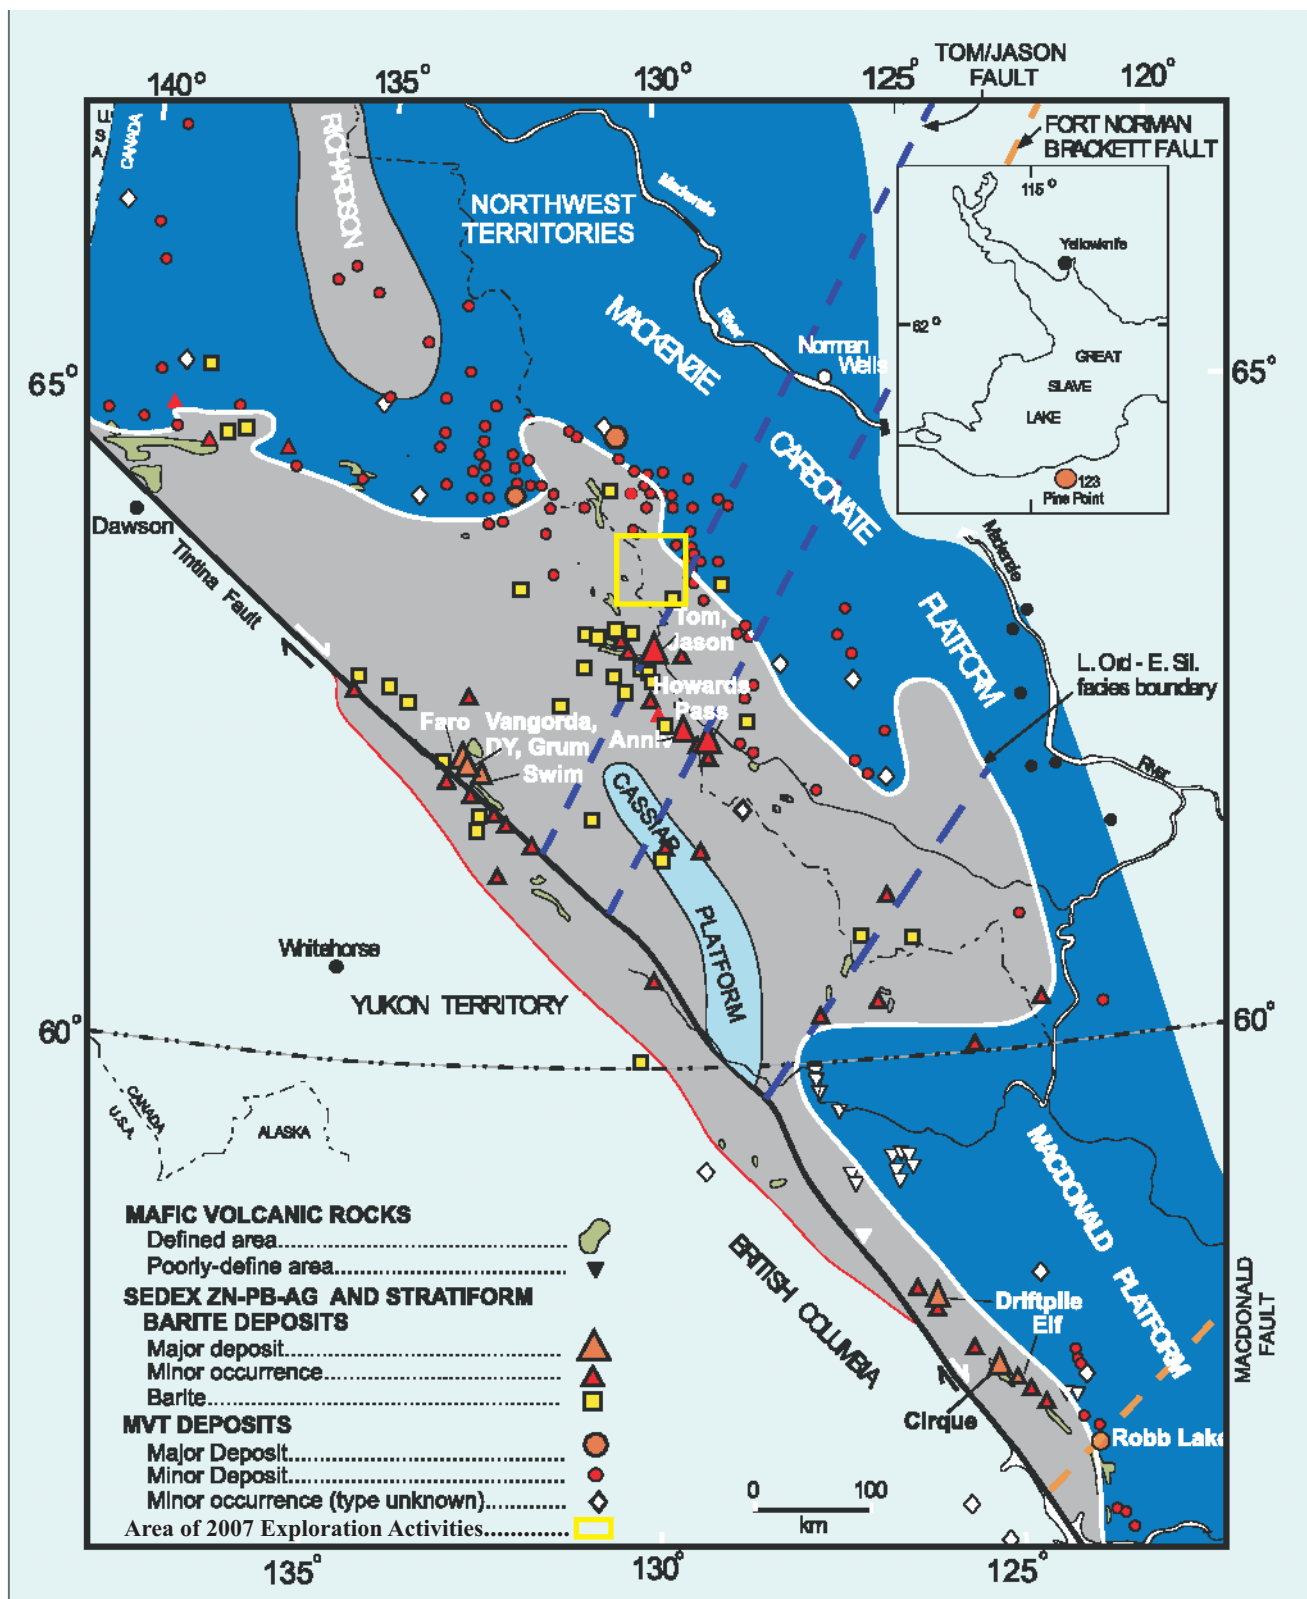 TOM/JASON
FAULT
140°
135°
130°
125°
120°
U.
S.
A.
CANADA
RICHARDSON
NORTHWEST
TERRITORIES
Mackenzie
River
FORT NORMAN
BRACKETT FAULT
115°
Yellowknife
62°
GREAT
SLAVE
LAKE
123
Pine Point
MACKENZIE
CARBONATE
PLATFORM
Norman
Wells
65°
65°
Dawson
Tintina Fault
Mackenzie
River
L. Ord - E. Sil.
facies boundary
Tom,
Jason
Howards
Pass
Anniv
Faro
Vangorda,
DY, Grum
Swim
CASSIAR
PLATFORM
Whitehorse
YUKON TERRITORY
60°
60°
CANADA
U.S.A.
ALASKA
MACDONALD PLATFORM
BRITISH COLUMBIA
Driftpile
Elf
Cirque
Robb Lake
MACDONALD
FAULT
MAFIC VOLCANIC ROCKS
Defined area
Poorly-define area
SEDEX ZN-PB-AG AND STRATIFORM
BARITE DEPOSITS
Major deposit
Minor occurrence
Barite
MVT DEPOSITS
Major Deposit
Minor Deposit
Minor occurrence (type unknown)
Area of 2007 Exploration Activities
0 100
km
135°
130°
125°